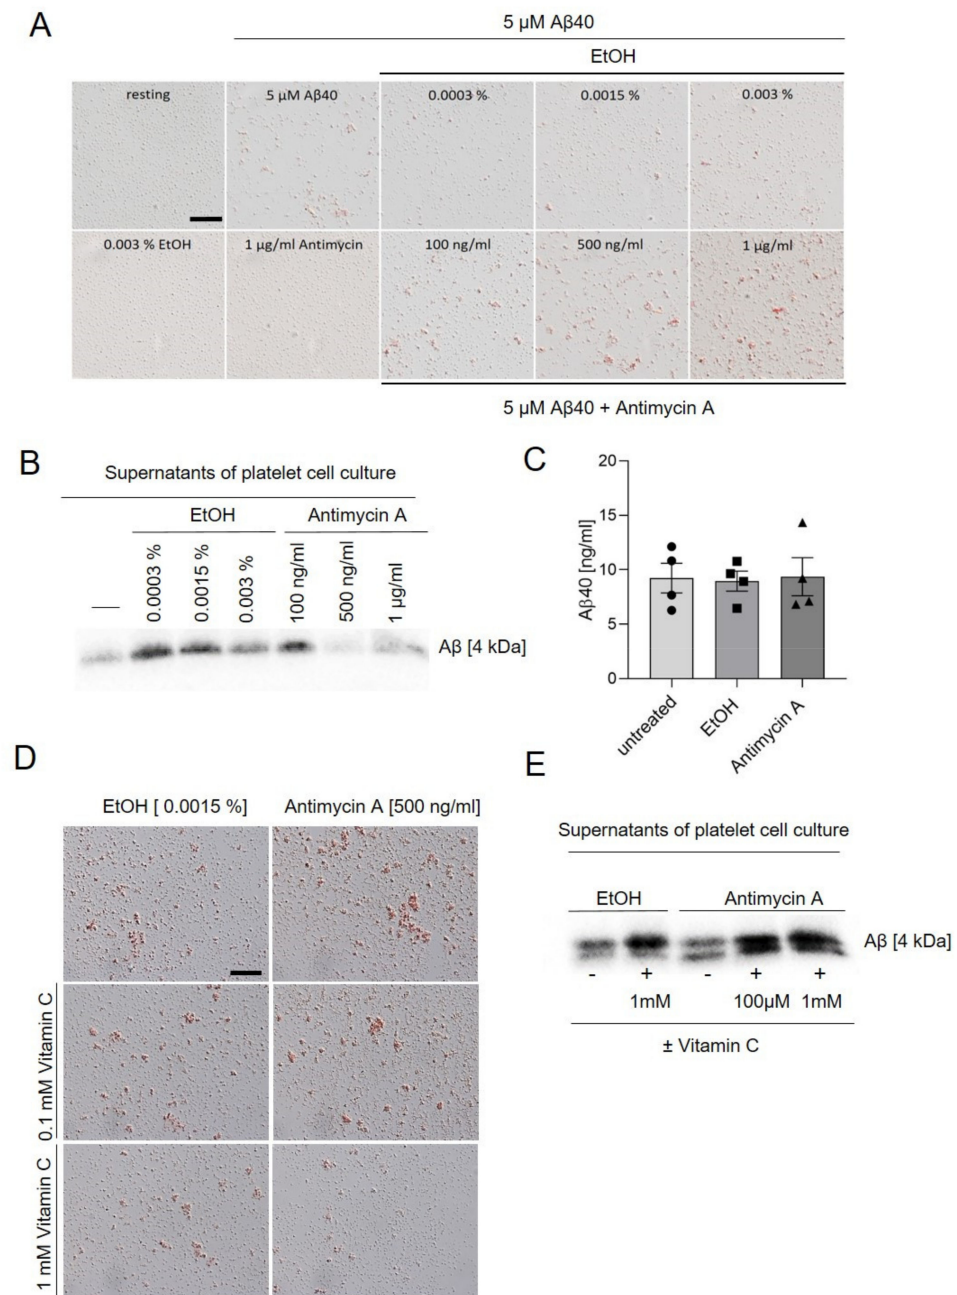 A
5 µM Aβ40
EtOH
resting
5 µM Aβ40
0.0003 %
0.0015 %
0.003 %
0.003 % EtOH
1 µg/ml Antimycin
100 ng/ml
500 ng/ml
1 µg/ml
5 µM Aβ40 + Antimycin A
B
Supernatants of platelet cell culture
EtOH
Antimycin A
0.0003 %
0.0015 %
0.003 %
100 ng/ml
500 ng/ml
1 µg/ml
Aβ [4 kDa]
C
Aβ40 [ng/ml]
20
15
10
5
0
untreated
EtOH
Antimycin A
D
EtOH [ 0.0015 %]
Antimycin A [500 ng/ml]
0.1 mM Vitamin C
1 mM Vitamin C
E
Supernatants of platelet cell culture
EtOH
Antimycin A
Aβ [4 kDa]
- + - + +
1mM 100µM 1mM
± Vitamin C